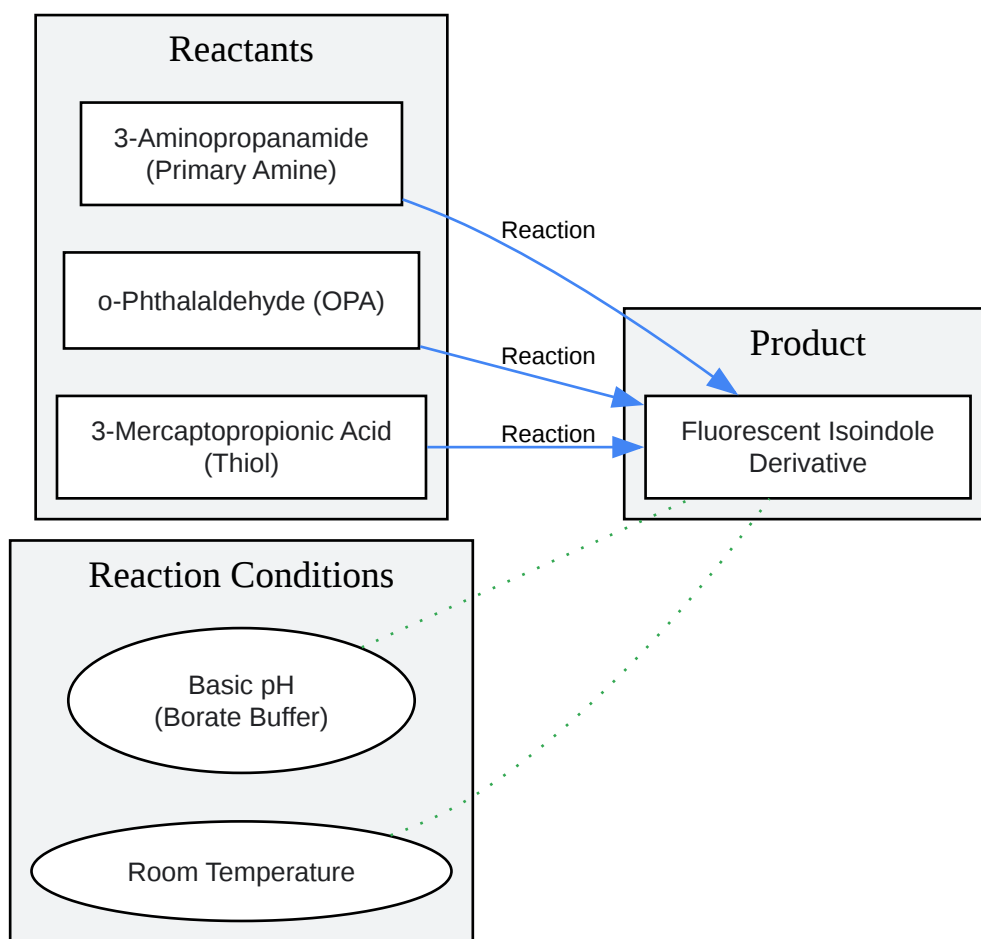 Reactants
3-Aminopropanamide
(Primary Amine)
Reaction
o-Phthalaldehyde (OPA)
Reaction
3-Mercaptopropionic Acid
(Thiol)
Reaction
Product
Fluorescent Isoindole
Derivative
Reaction Conditions
Basic pH
(Borate Buffer)
Room Temperature